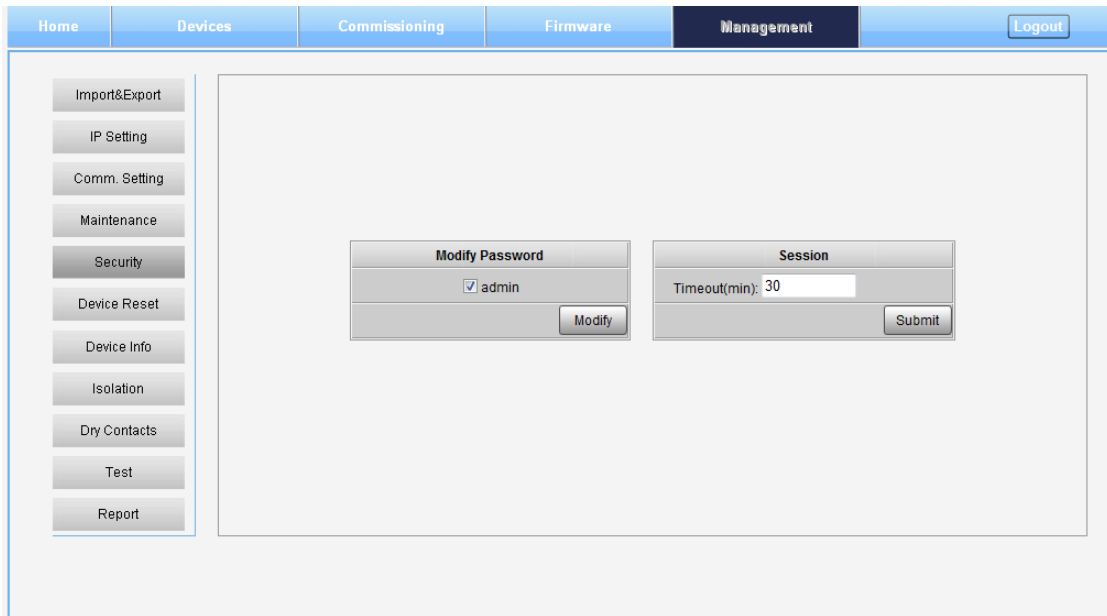 Home Devices Commissioning Firmware Management Logout
Import&Export
IP Setting
Comm. Setting
Maintenance
Security
Device Reset
Device Info
Isolation
Dry Contacts
Test
Report
Modify Password
admin
Modify
Session
Timeout(min): 30
Submit